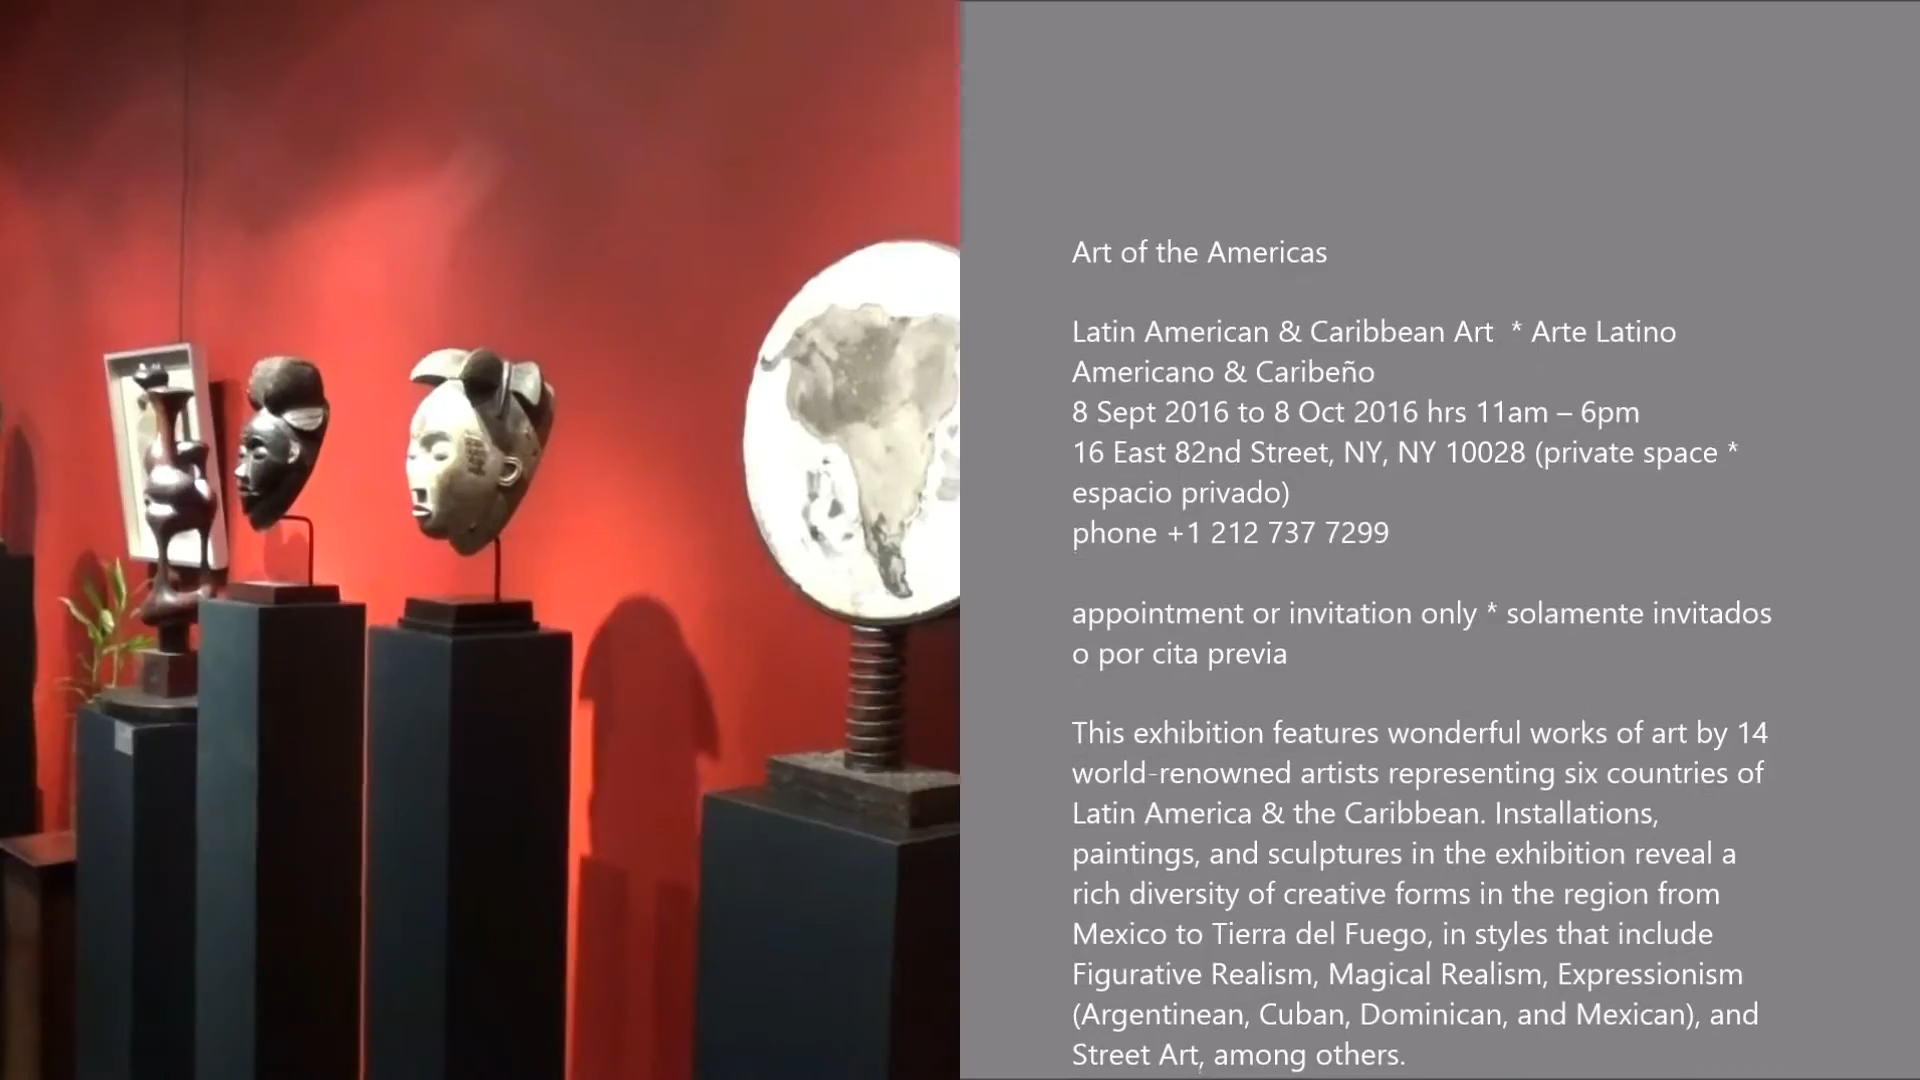 Art of the Americas
Latin American & Caribbean Art  * Arte Latino
Americano & Caribeño
8 Sept 2016 to 8 Oct 2016 hrs 11am – 6pm
16 East 82nd Street, NY, NY 10028 (private space *
espacio privado)
phone +1 212 737 7299
appointment or invitation only * solamente invitados
o por cita previa
This exhibition features wonderful works of art by 14
world-renowned artists representing six countries of
Latin America & the Caribbean. Installations,
paintings, and sculptures in the exhibition reveal a
rich diversity of creative forms in the region from
Mexico to Tierra del Fuego, in styles that include
Figurative Realism, Magical Realism, Expressionism
(Argentinean, Cuban, Dominican, and Mexican), and
Street Art, among others.